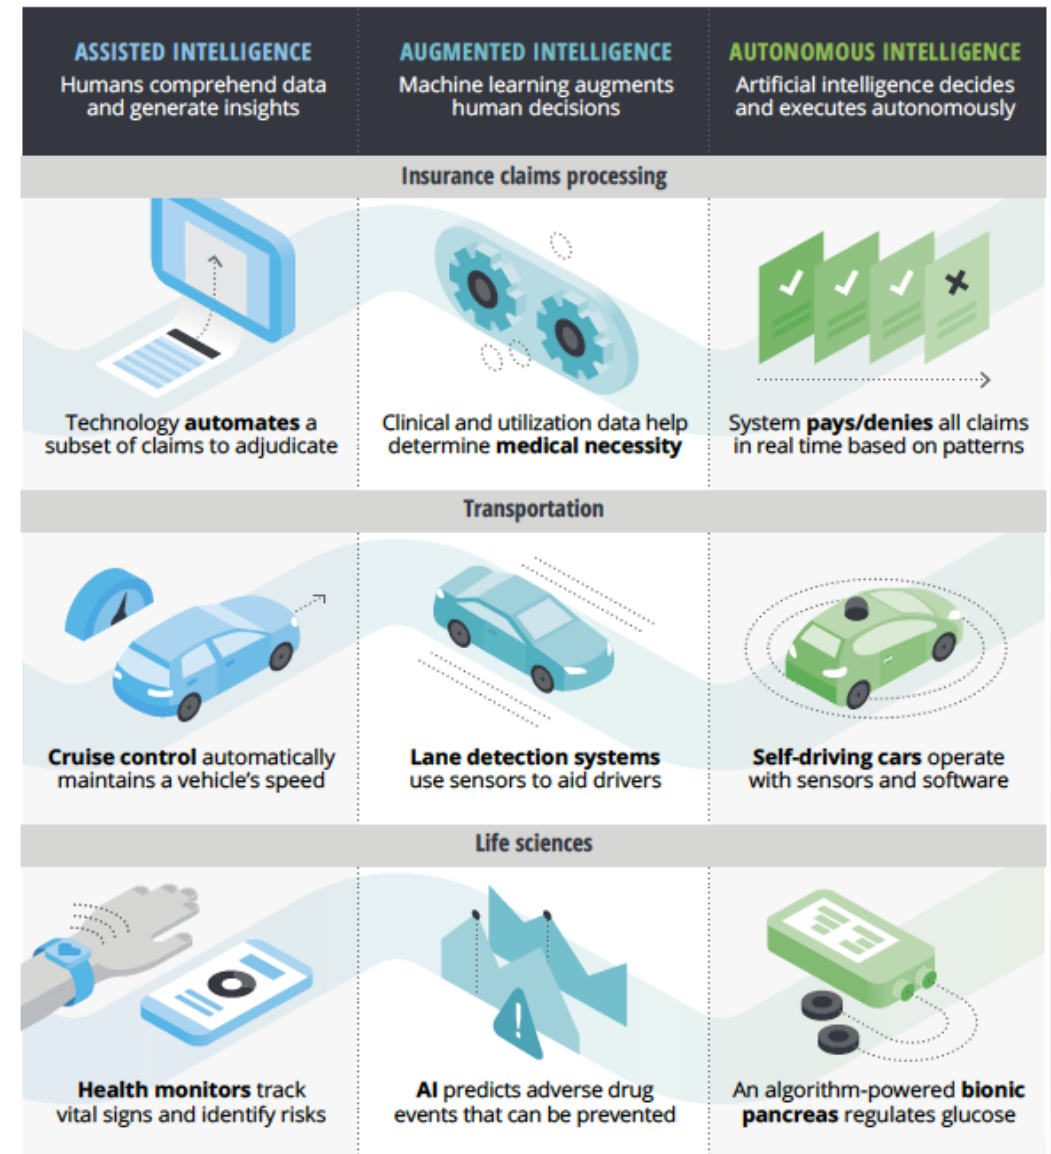 ASSISTED INTELLIGENCE
Humans comprehend data
and generate insights
AUGMENTED INTELLIGENCE
Machine learning augments
human decisions
AUTONOMOUS INTELLIGENCE
Artificial intelligence decides
and executes autonomously
Insurance claims processing
Technology automates a
subset of claims to adjudicate
Clinical and utilization data help
determine medical necessity
System pays/denies all claims
in real time based on patterns
Transportation
Cruise control automatically
maintains a vehicle's speed
Lane detection systems
use sensors to aid drivers
Self-driving cars operate
with sensors and software
Life sciences
Health monitors track
vital signs and identify risks
AI predicts adverse drug
events that can be prevented
An algorithm-powered bionic
pancreas regulates glucose